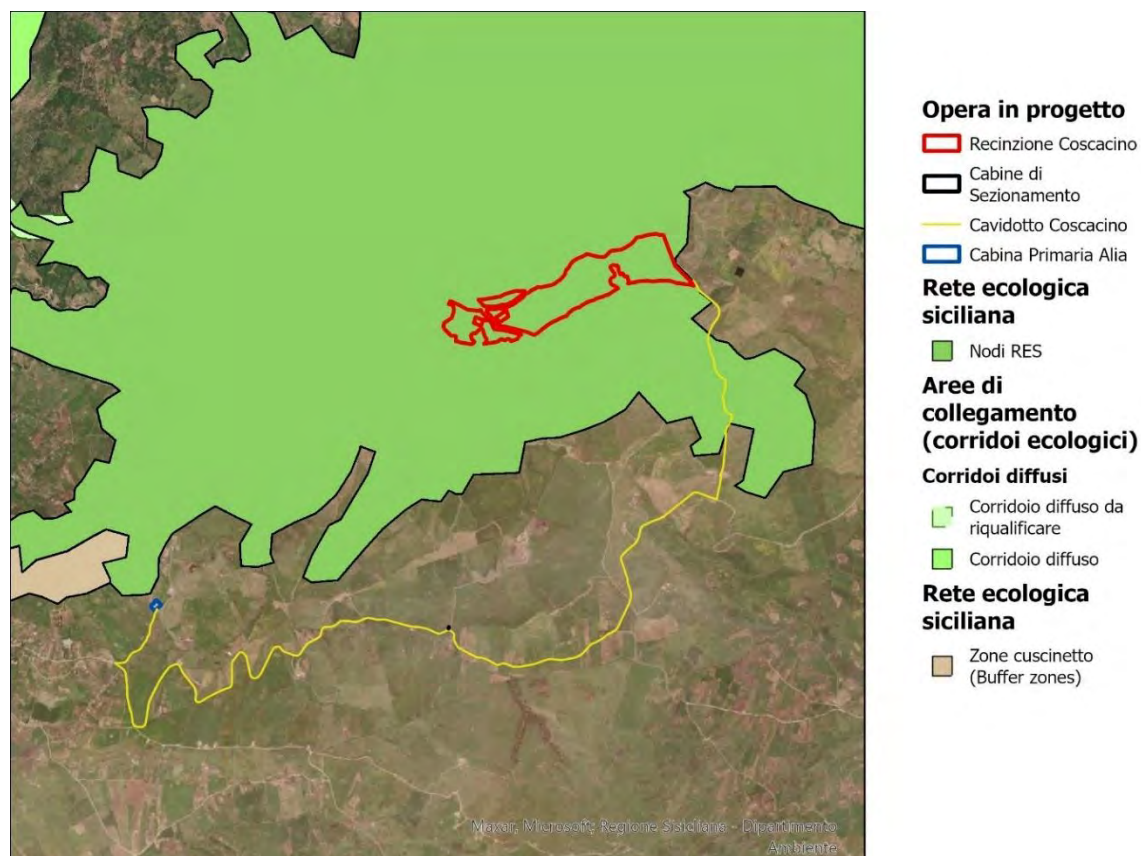 Opera in progetto
Recinzione Coscacino
Cabine di
Sezionamento
Cavidotto Coscacino
Cabina Primaria Alia
Rete ecologica
siciliana
Nodi RES
Aree di
collegamento
(corridoi ecologici)
Corridoi diffusi
Corridoio diffuso da
riqualificare
Corridoio diffuso
Rete ecologica
siciliana
Zone cuscinetto
(Buffer zones)
Maxar, Microsoft; Regione Sisiciliana - Dipartimento
Ambiente